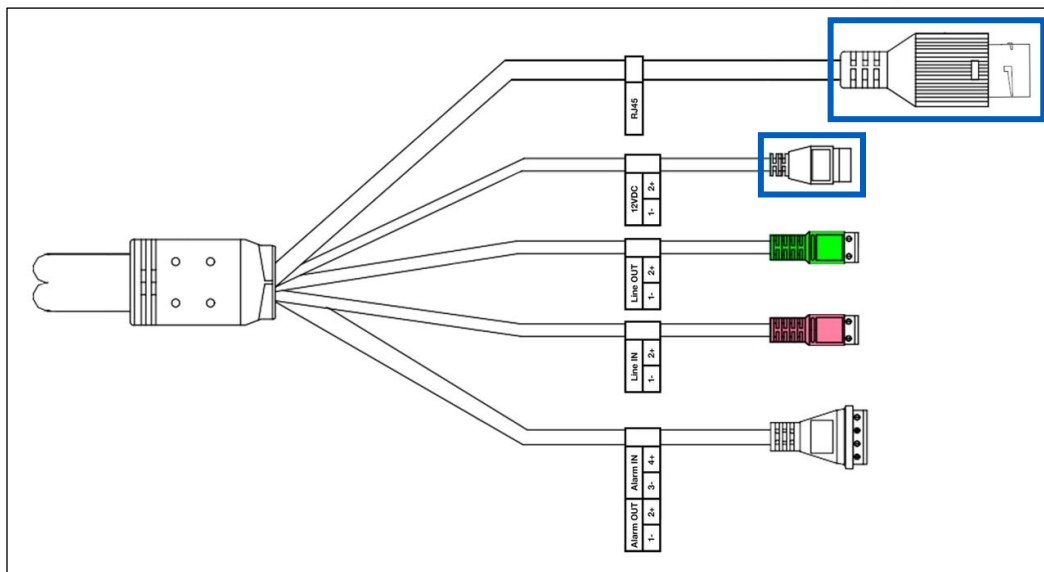 RJ45
12VDC
1- 2+
Line OUT
1- 2+
Line IN
1- 2+
Alarm OUT Alarm IN
1- 2+ 3- 4+